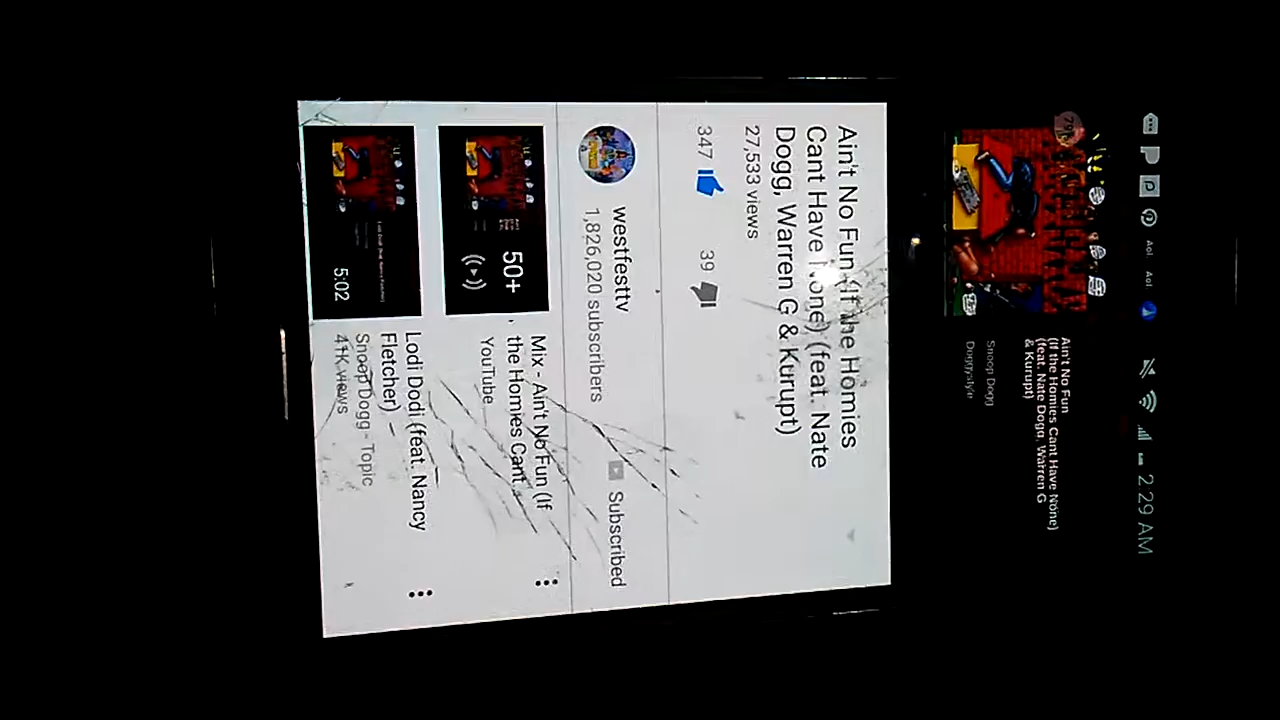 Aol. Aol. 2:29 AM
79
Ain't No Fun
(If the Homies Cant Have None)
(feat. Nate Dogg, Warren G
& Kurupt)
Snoop Dogg
Doggystyle
Ain't No Fun (If the Homies
Cant Have None) (feat. Nate
Dogg, Warren G & Kurupt)
27,533 views
347 39
westfesttv
1,826,020 subscribers
Subscribed
50+
Mix - Ain't No Fun (If
the Homies Cant
YouTube
5:02
Lodi Dodi (feat. Nancy
Fletcher)
Snoop Dogg - Topic
41K views